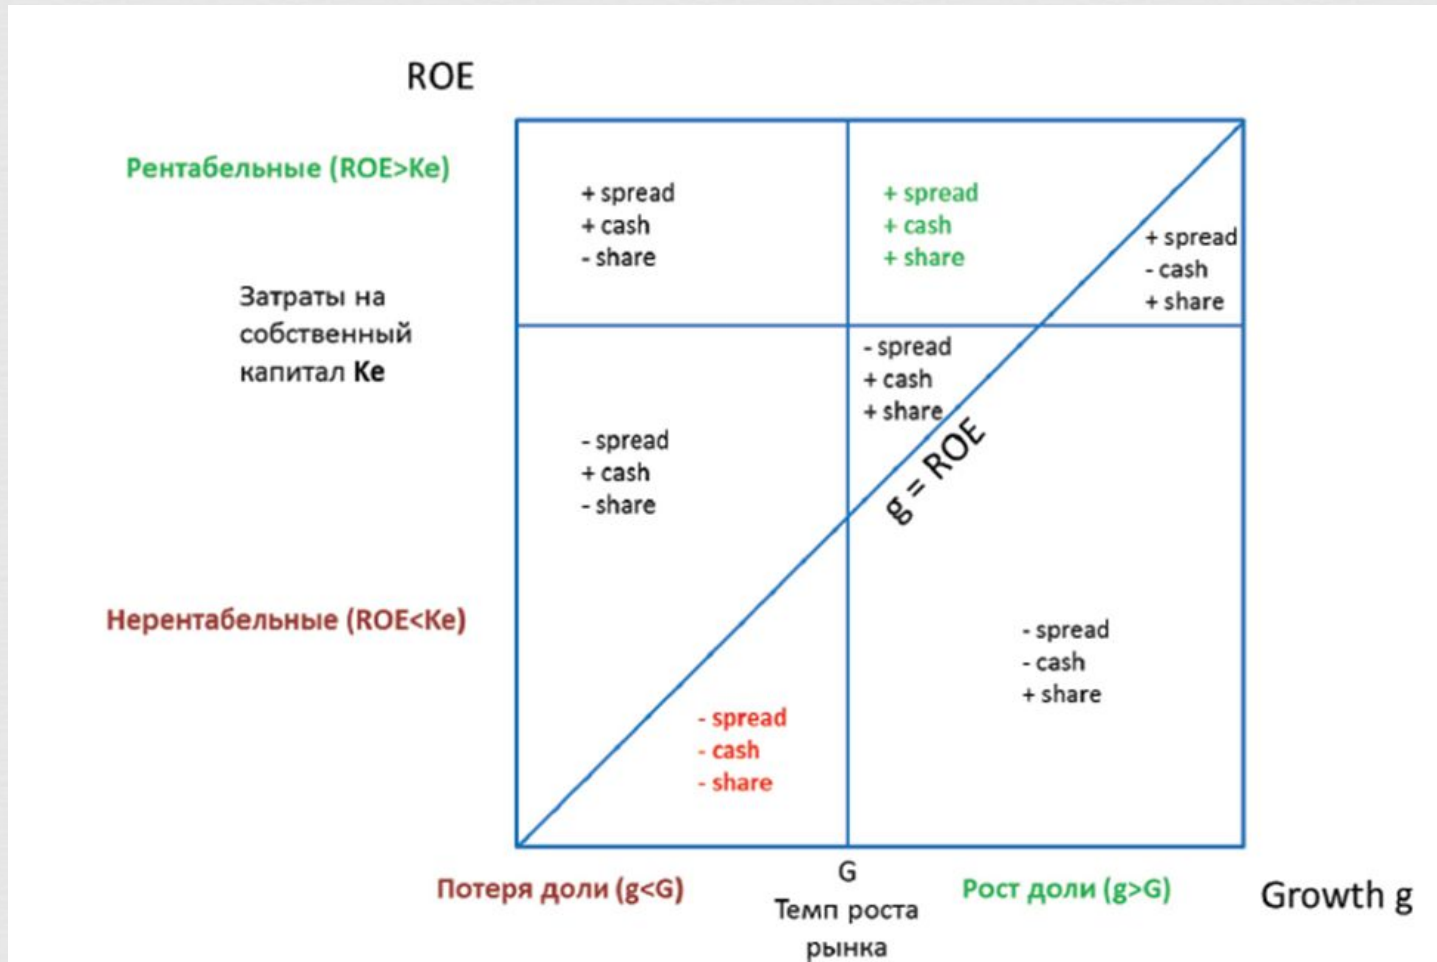 ROE
Рентабельные (ROE>Ke)
+ spread
+ cash
- share
+ spread
+ cash
+ share
+ spread
- cash
+ share
Затраты на
собственный
капитал Ke
- spread
+ cash
+ share
- spread
+ cash
- share
g = ROE
Нерентабельные (ROE<Ke)
- spread
- cash
+ share
- spread
- cash
- share
Потеря доли (g<G)
G
Темп роста
рынка
Рост доли (g>G)
Growth g